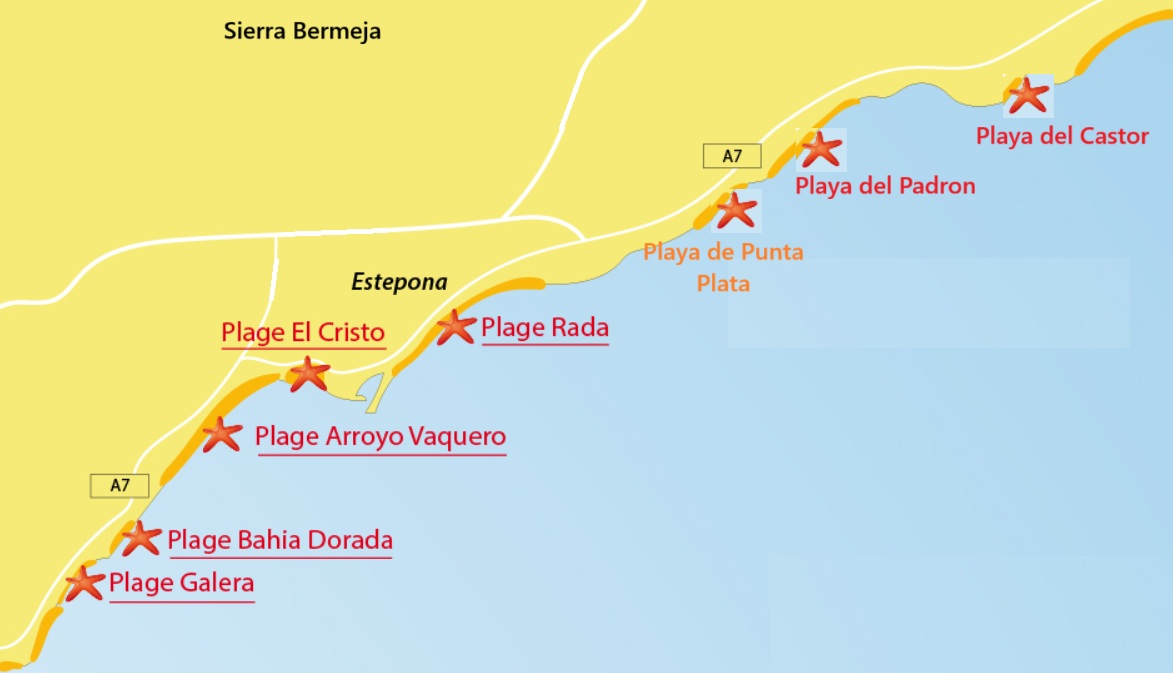 Sierra Bermeja
Playa del Castor
A7
Playa del Padron
Playa de Punta
Plata
Estepona
Plage El Cristo
Plage Rada
Plage Arroyo Vaquero
A7
Plage Bahia Dorada
Plage Galera